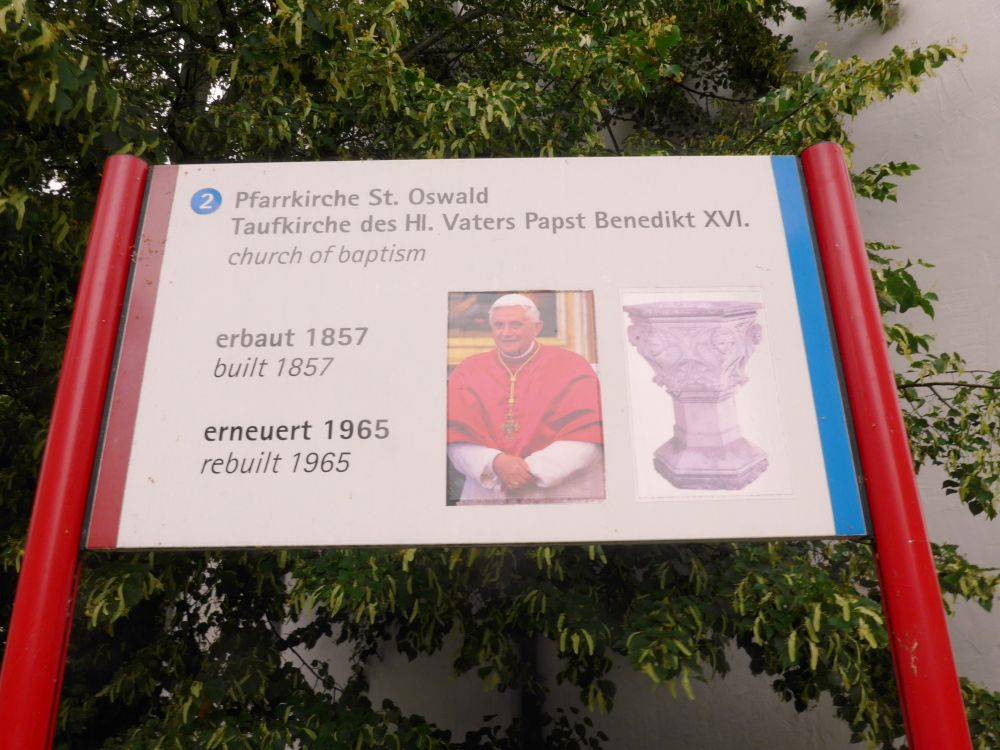 2 Pfarrkirche St. Oswald
Taufkirche des Hl. Vaters Papst Benedikt XVI.
church of baptism
erbaut 1857
built 1857
erneuert 1965
rebuilt 1965